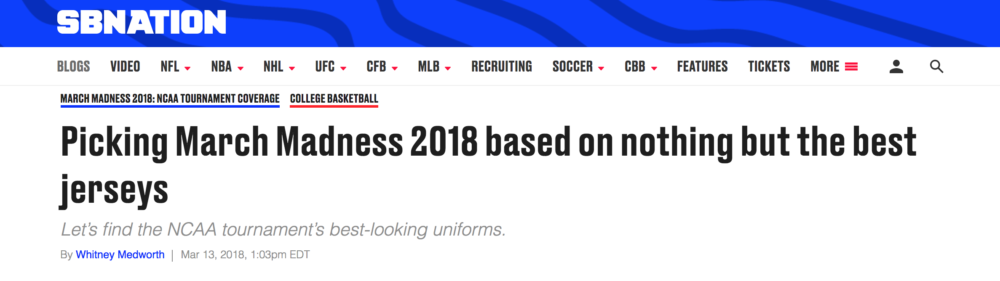 SBNATION
BLOGS VIDEO NFL NBA NHL UFC CFB MLB RECRUITING SOCCER CBB FEATURES TICKETS MORE
MARCH MADNESS 2018: NCAA TOURNAMENT COVERAGE COLLEGE BASKETBALL
Picking March Madness 2018 based on nothing but the best
jerseys
Let’s find the NCAA tournament’s best-looking uniforms.
By Whitney Medworth | Mar 13, 2018, 1:03pm EDT